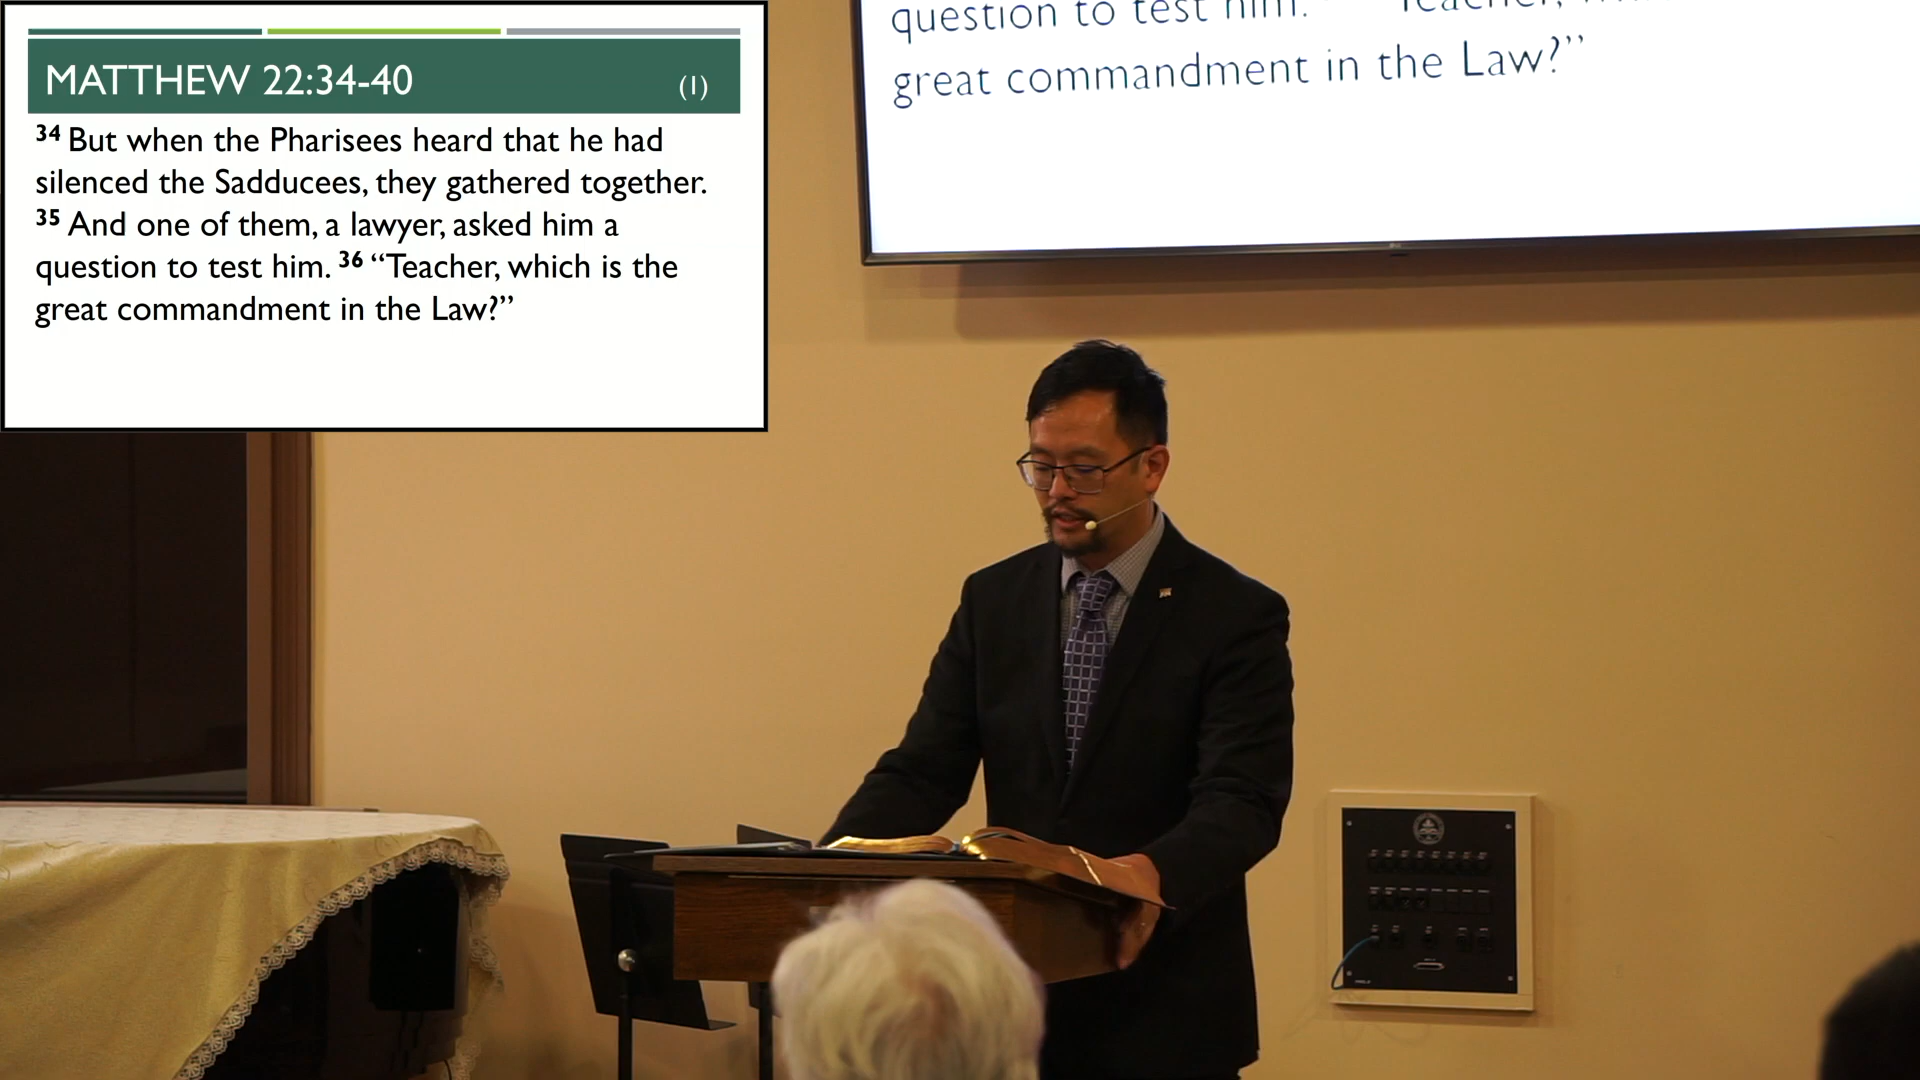 MATTHEW 22:34-40 (1)
34 But when the Pharisees heard that he had
silenced the Sadducees, they gathered together.
35 And one of them, a lawyer, asked him a
question to test him. 36 “Teacher, which is the
great commandment in the Law?”
question to test him. “Teacher,
great commandment in the Law?”